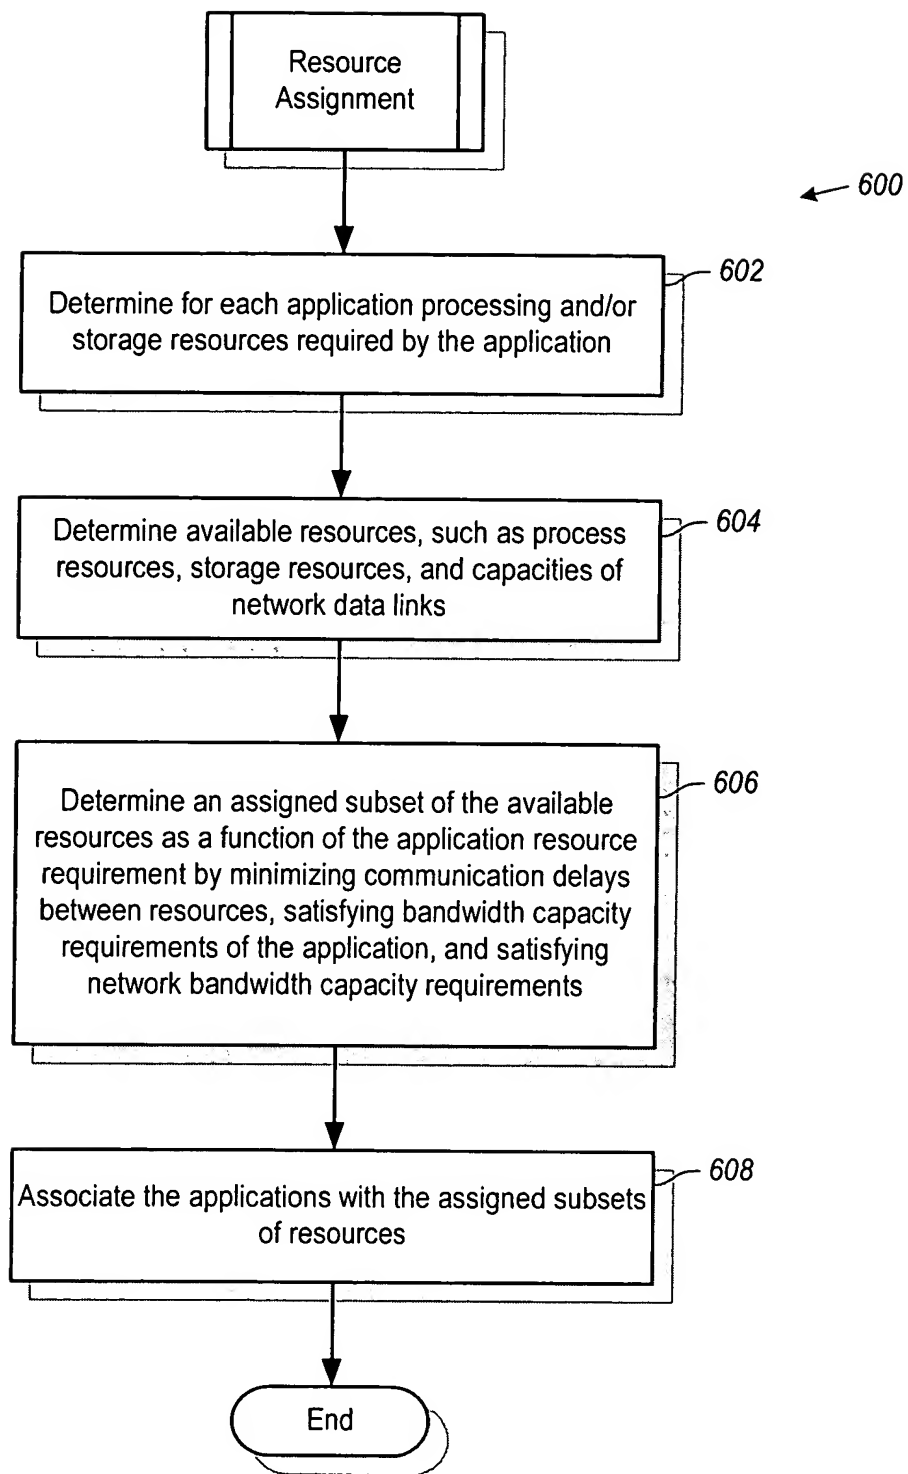 Resource
Assignment
600
602
Determine for each application processing and/or
storage resources required by the application
604
Determine available resources, such as process
resources, storage resources, and capacities of
network data links
606
Determine an assigned subset of the available
resources as a function of the application resource
requirement by minimizing communication delays
between resources, satisfying bandwidth capacity
requirements of the application, and satisfying
network bandwidth capacity requirements
608
Associate the applications with the assigned subsets
of resources
End